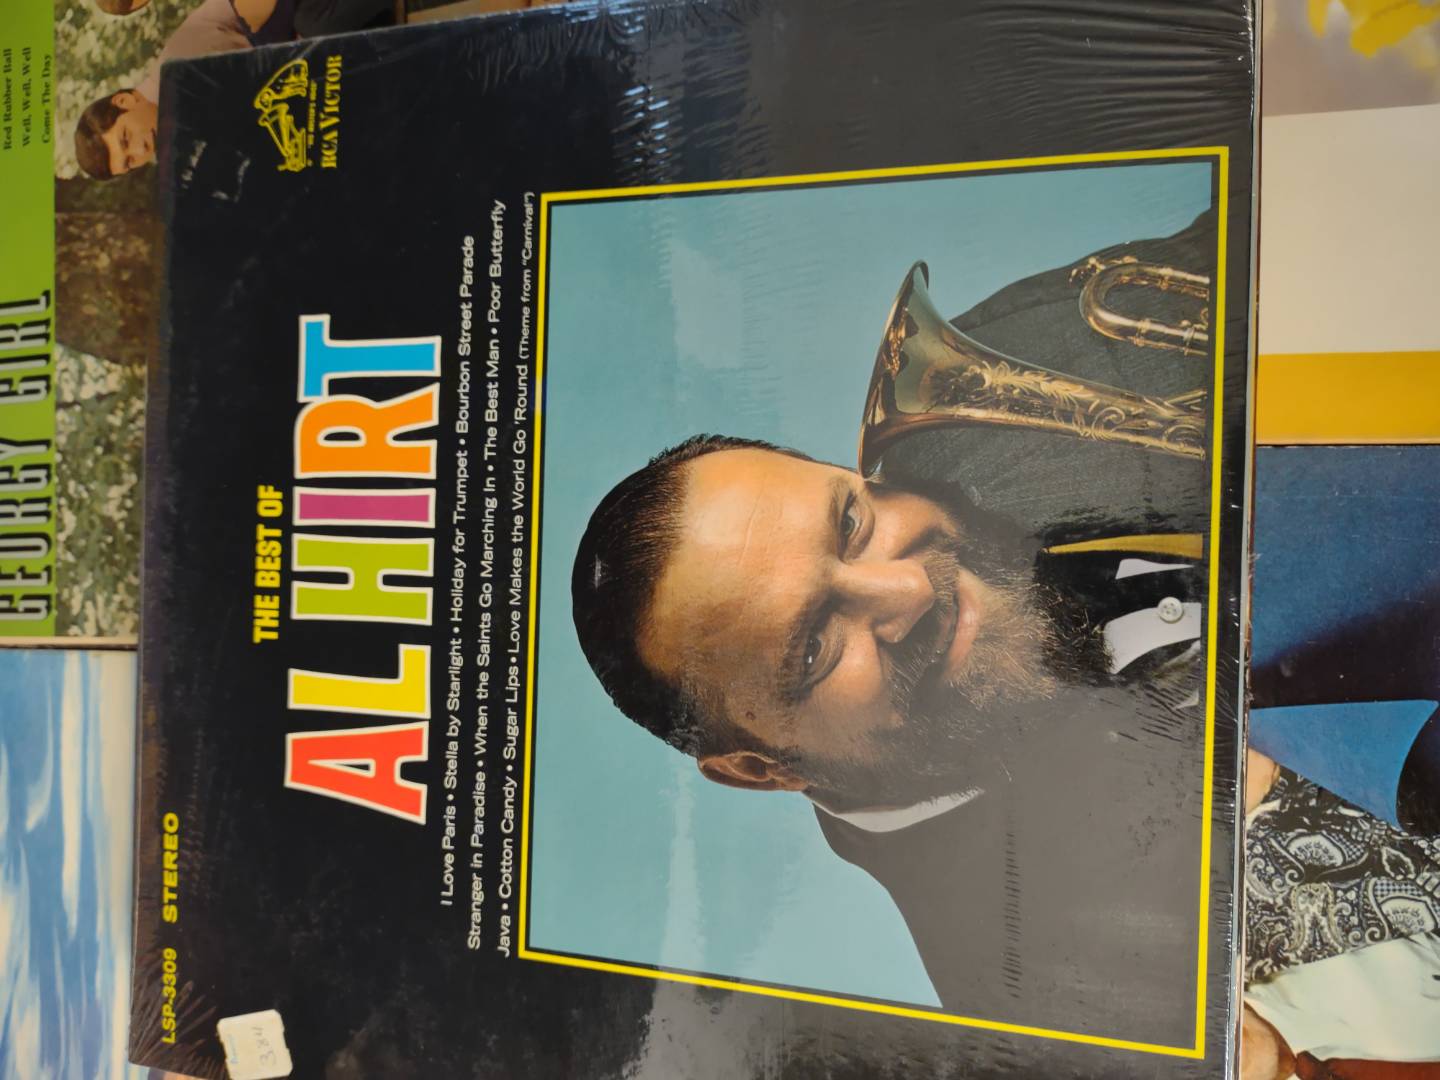 LSP-3309 STEREO
"HIS MASTER'S VOICE"
RCA VICTOR
THE BEST OF
AL HIRT
I Love Paris • Stella by Starlight • Holiday for Trumpet • Bourbon Street Parade
Stranger in Paradise • When the Saints Go Marching In • The Best Man • Poor Butterfly
Java • Cotton Candy • Sugar Lips • Love Makes the World Go 'Round (Theme from "Carnival")
Red Rubber Ball
Well, Well, Well
Come The Day
GEORGY GIRL